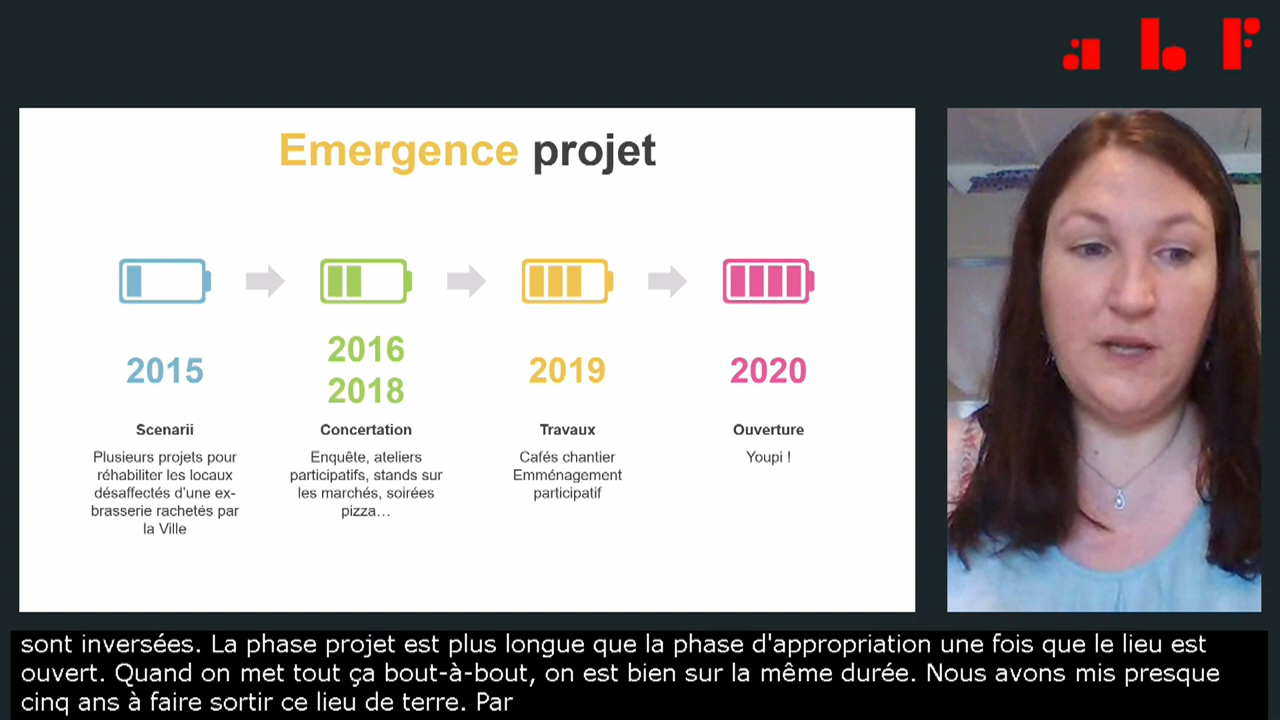 abf
Emergence projet
2015
2016
2018
2019
2020
Scenarii
Concertation
Travaux
Ouverture
Plusieurs projets pour
réhabiliter les locaux
désaffectés d'une ex-
brasserie rachetés par
la Ville
Enquête, ateliers
participatifs, stands sur
les marchés, soirées
pizza…
Cafés chantier
Emménagement
participatif
Youpi !
sont inversées. La phase projet est plus longue que la phase d'appropriation une fois que le lieu est
ouvert. Quand on met tout ça bout-à-bout, on est bien sur la même durée. Nous avons mis presque
cinq ans à faire sortir ce lieu de terre. Par